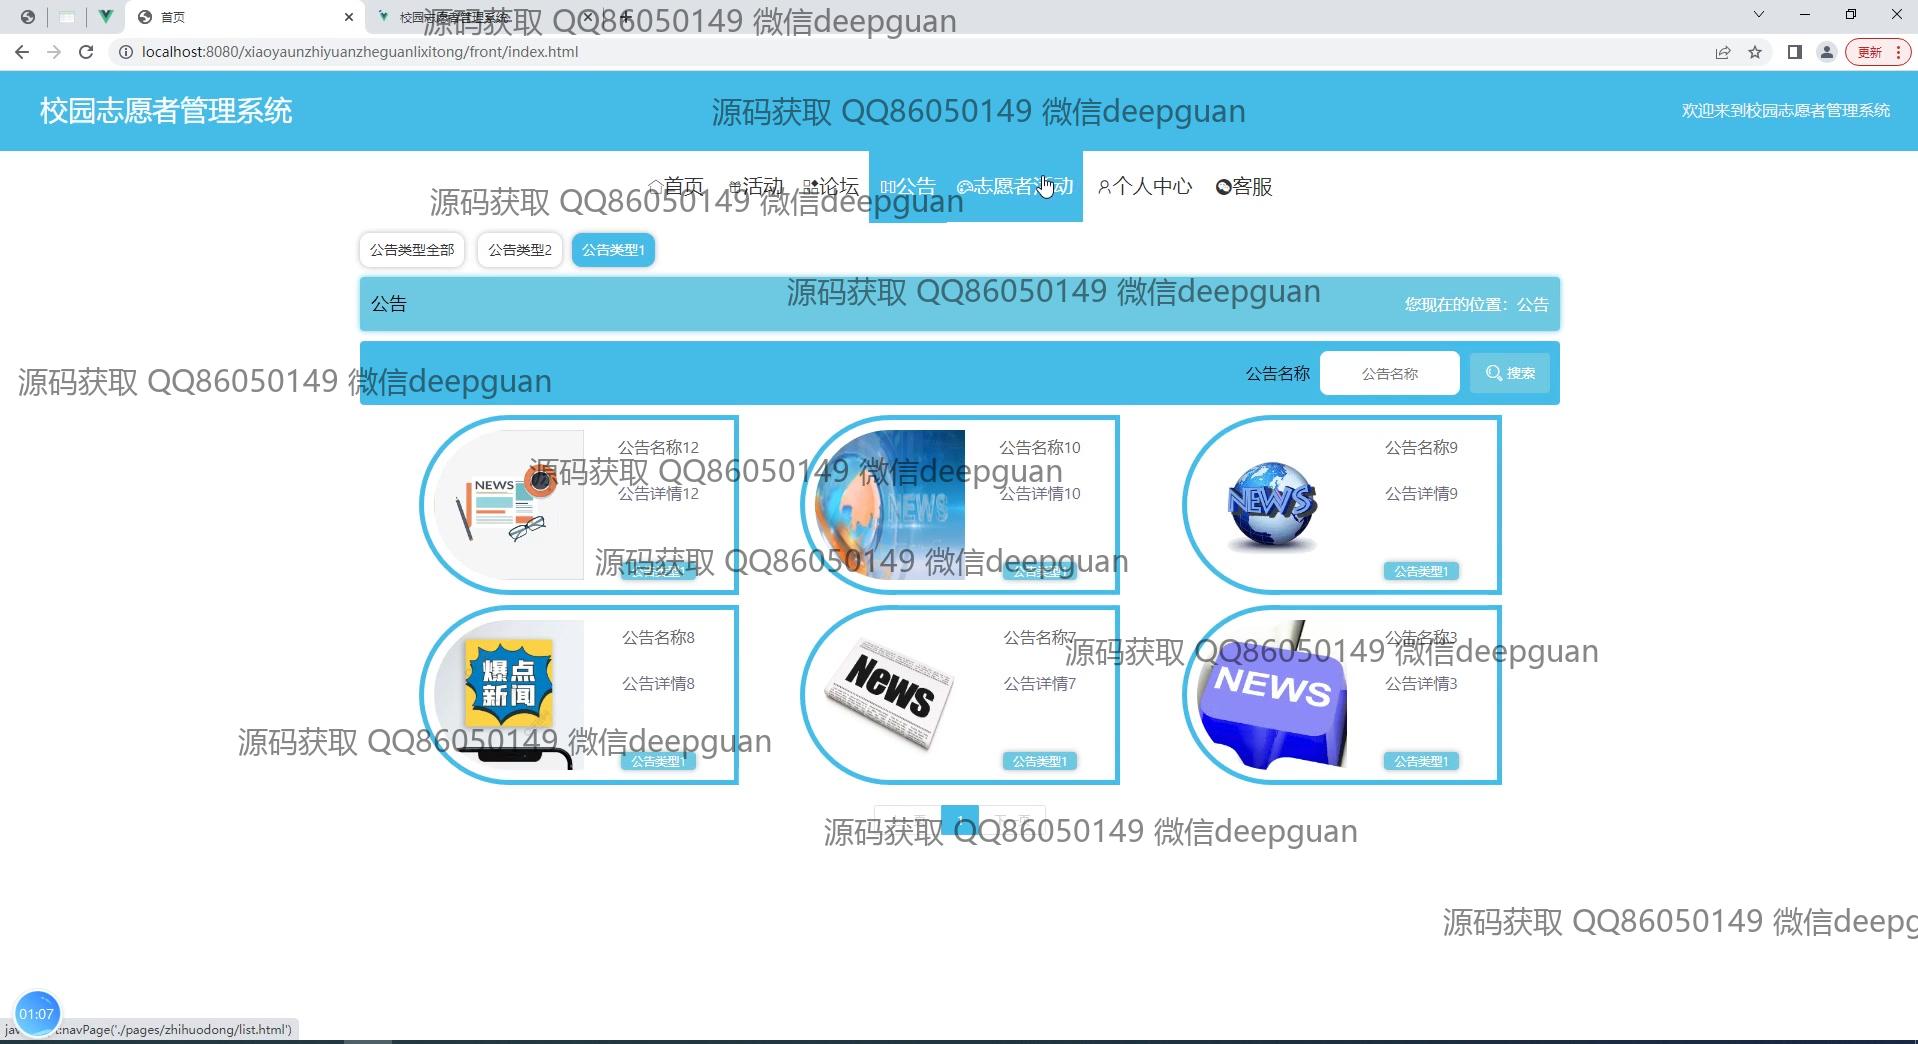 首页
校园志愿者管理系统
源码获取 QQ86050149 微信deepguan
localhost:8080/xiaoyaunzhiyuanzheguanlixitong/front/index.html
更新
校园志愿者管理系统
源码获取 QQ86050149 微信deepguan
欢迎来到校园志愿者管理系统
首页 活动 论坛 公告 志愿者活动 个人中心 客服
源码获取 QQ86050149 微信deepguan
公告类型全部 公告类型2 公告类型1
源码获取 QQ86050149 微信deepguan
公告 您现在的位置：公告
源码获取 QQ86050149 微信deepguan
公告名称 公告名称 搜索
公告名称12 公告名称10 公告名称9
源码获取 QQ86050149 微信deepguan
NEWS NEWS NEWS
公告详情12 公告详情10 公告详情9
源码获取 QQ86050149 微信deepguan
公告类型1 公告类型1 公告类型1
公告名称8 公告名称7 公告名称3
源码获取 QQ86050149 微信deepguan
爆点
新闻
News
NEWS
公告详情8 公告详情7 公告详情3
源码获取 QQ86050149 微信deepguan
公告类型1 公告类型1 公告类型1
1
源码获取 QQ86050149 微信deepguan
源码获取 QQ86050149 微信deepg
01:07
:navPage('./pages/zhihuodong/list.html')